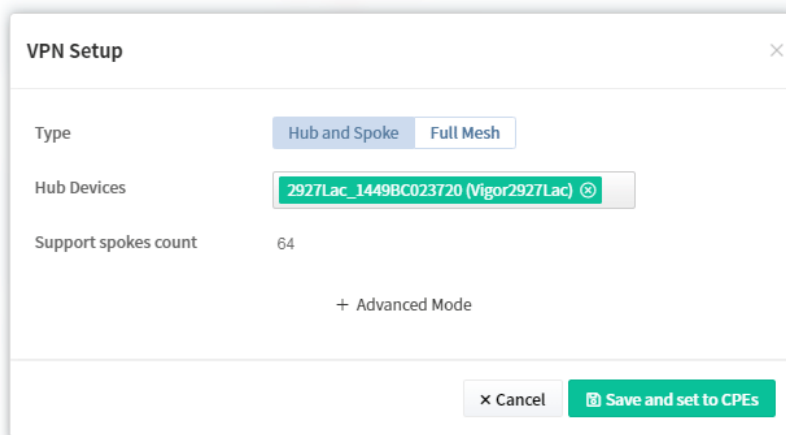 VPN Setup
Type
Hub and Spoke
Full Mesh
Hub Devices
2927Lac_1449BC023720 (Vigor2927Lac)
Support spokes count
64
+ Advanced Mode
× Cancel
Save and set to CPEs